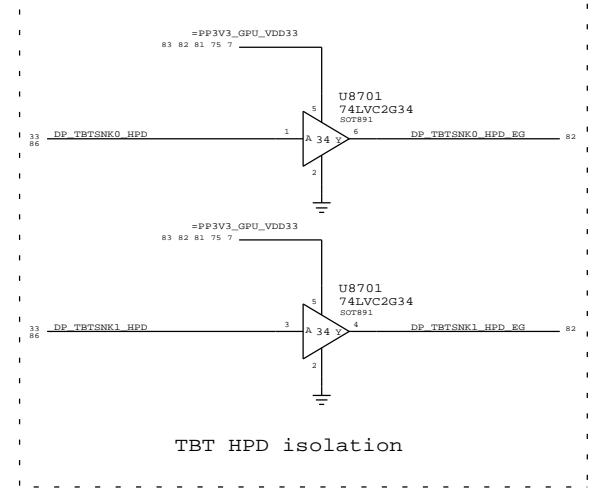 =PP3V3_GPU_VDD33
83 82 81 75 7
U8701
74LVC2G34
SOT891
5
33
86
DP_TBTSNK0_HPD
1
A 34 Y
6
DP_TBTSNK0_HPD_EG
82
2
=PP3V3_GPU_VDD33
83 82 81 75 7
U8701
74LVC2G34
SOT891
5
33
86
DP_TBTSNK1_HPD
3
A 34 Y
4
DP_TBTSNK1_HPD_EG
82
2
TBT HPD isolation